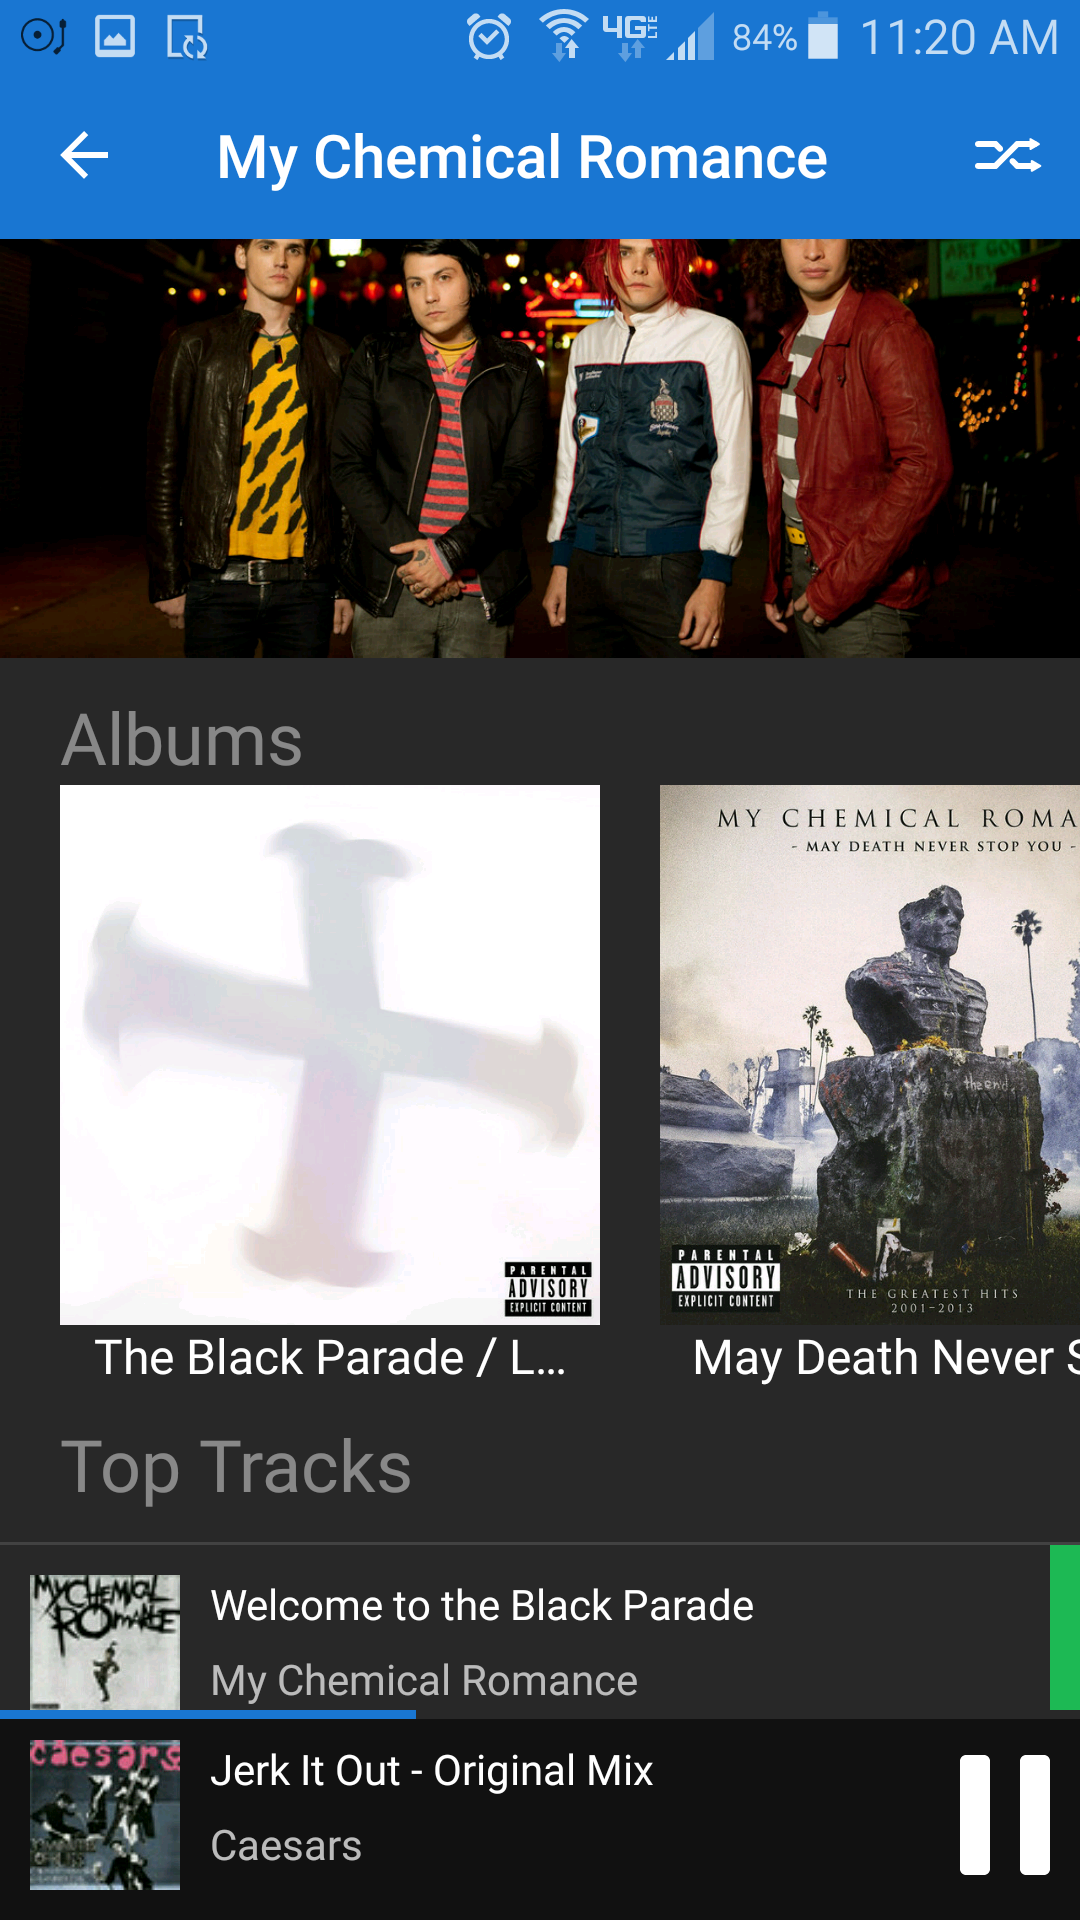 4G LTE 84% 11:20 AM
My Chemical Romance
Albums
MY CHEMICAL ROMA
- MAY DEATH NEVER STOP YOU -
the end.
PARENTAL
ADVISORY
EXPLICIT CONTENT
PARENTAL
ADVISORY
EXPLICIT CONTENT
THE GREATEST HITS
2001-2013
The Black Parade / L...
May Death Never S
Top Tracks
MY CHEMICAL
ROMANCE
Welcome to the Black Parade
My Chemical Romance
caesars
Jerk It Out - Original Mix
Caesars